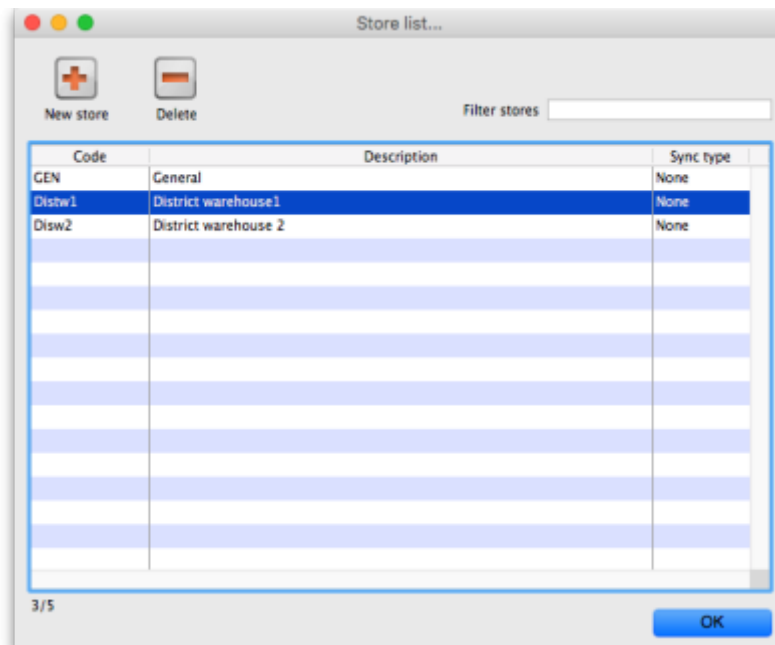 Store list...
New store Delete Filter stores
Code Description Sync type
GEN General None
Distw1 District warehouse1 None
Disw2 District warehouse 2 None
3/5
OK